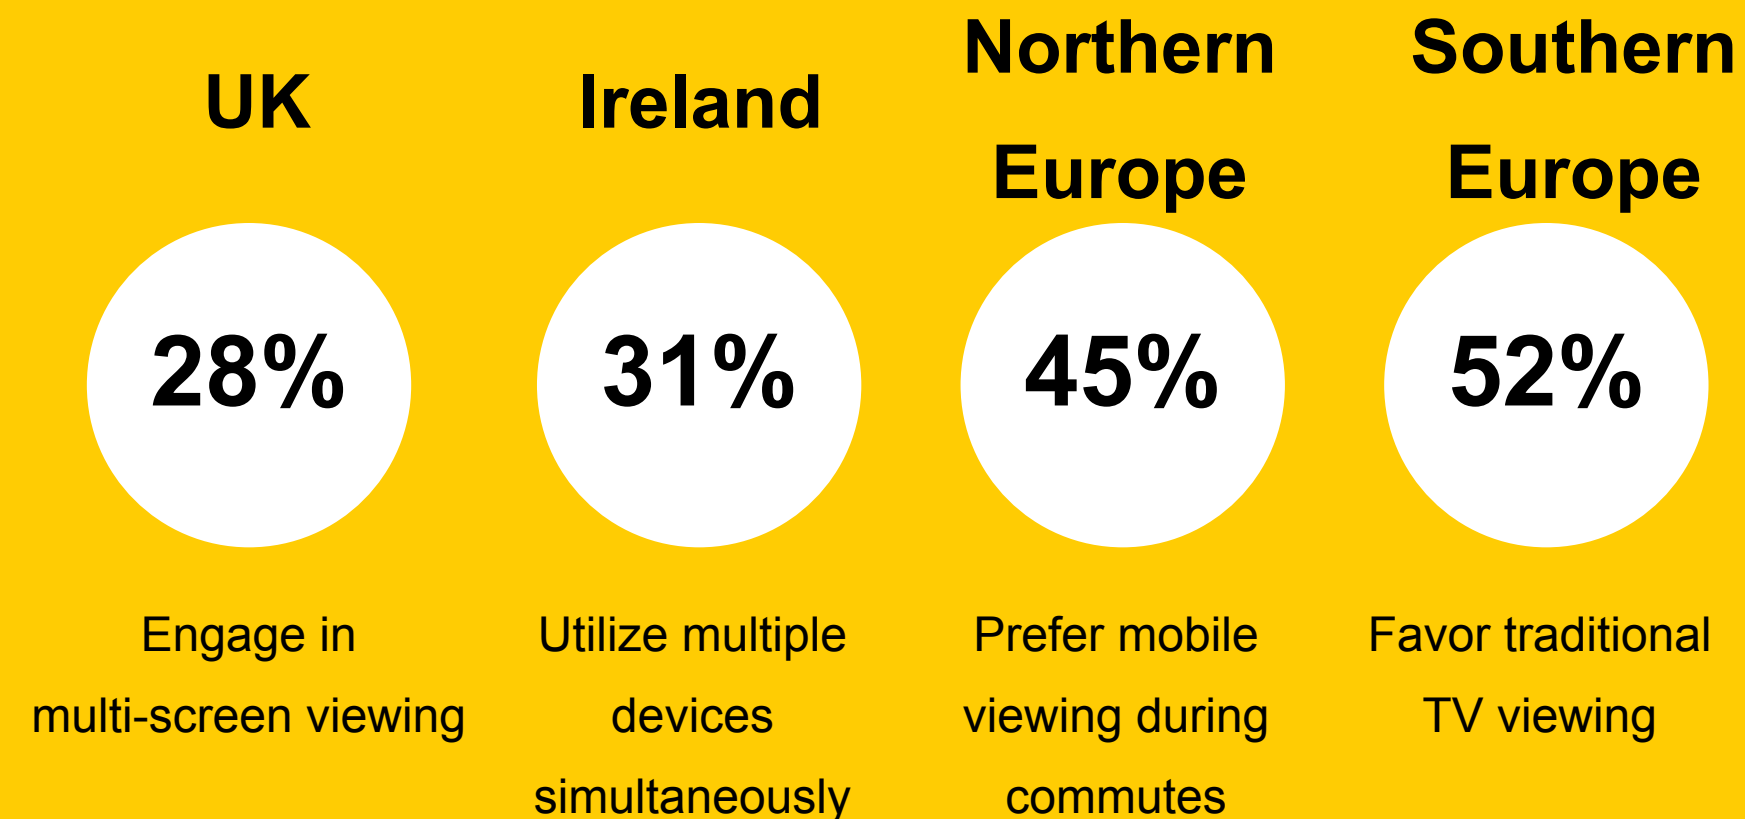 UK
28%
Engage in
multi-screen viewing
Ireland
31%
Utilize multiple
devices
simultaneously
Northern
Europe
45%
Prefer mobile
viewing during
commutes
Southern
Europe
52%
Favor traditional
TV viewing